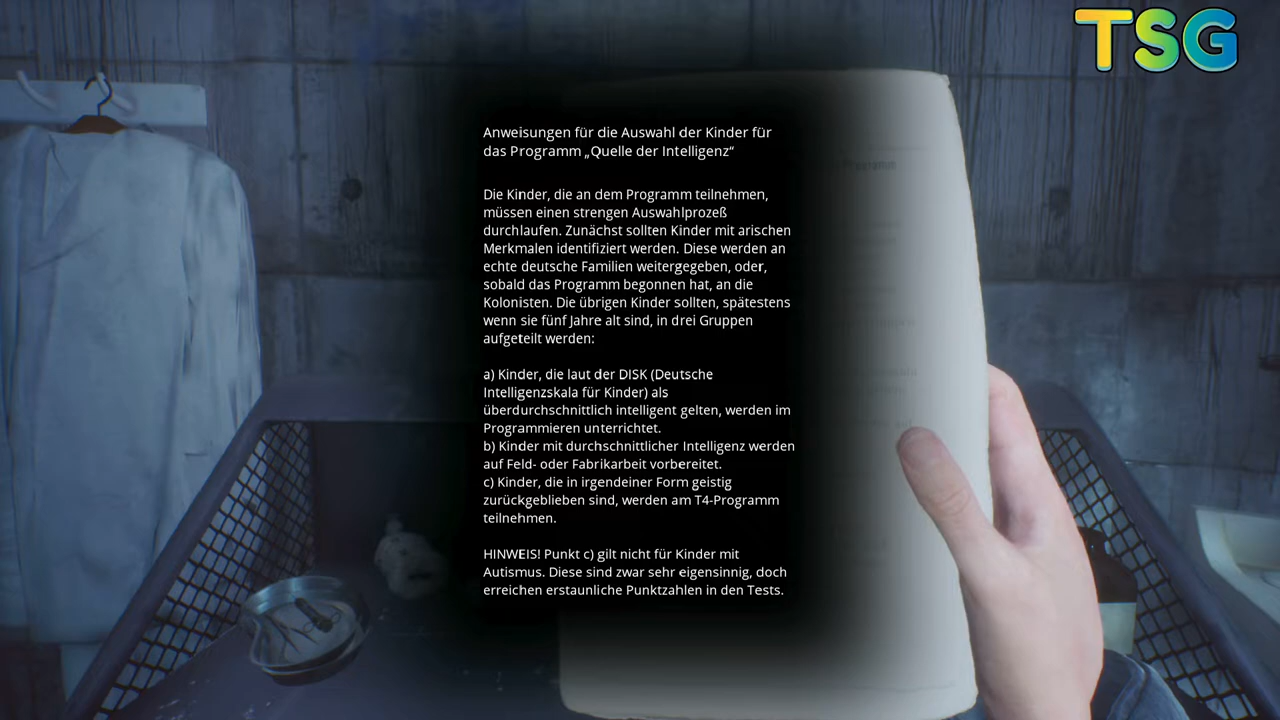 TSG
Anweisungen für die Auswahl der Kinder für
das Programm „Quelle der Intelligenz“
Die Kinder, die an dem Programm teilnehmen,
müssen einen strengen Auswahlprozeß
durchlaufen. Zunächst sollten Kinder mit arischen
Merkmalen identifiziert werden. Diese werden an
echte deutsche Familien weitergegeben, oder,
sobald das Programm begonnen hat, an die
Kolonisten. Die übrigen Kinder sollten, spätestens
wenn sie fünf Jahre alt sind, in drei Gruppen
aufgeteilt werden:
a) Kinder, die laut der DISK (Deutsche
Intelligenzskala für Kinder) als
überdurchschnittlich intelligent gelten, werden im
Programmieren unterrichtet.
b) Kinder mit durchschnittlicher Intelligenz werden
auf Feld- oder Fabrikarbeit vorbereitet.
c) Kinder, die in irgendeiner Form geistig
zurückgeblieben sind, werden am T4-Programm
teilnehmen.
HINWEIS! Punkt c) gilt nicht für Kinder mit
Autismus. Diese sind zwar sehr eigensinnig, doch
erreichen erstaunliche Punktzahlen in den Tests.